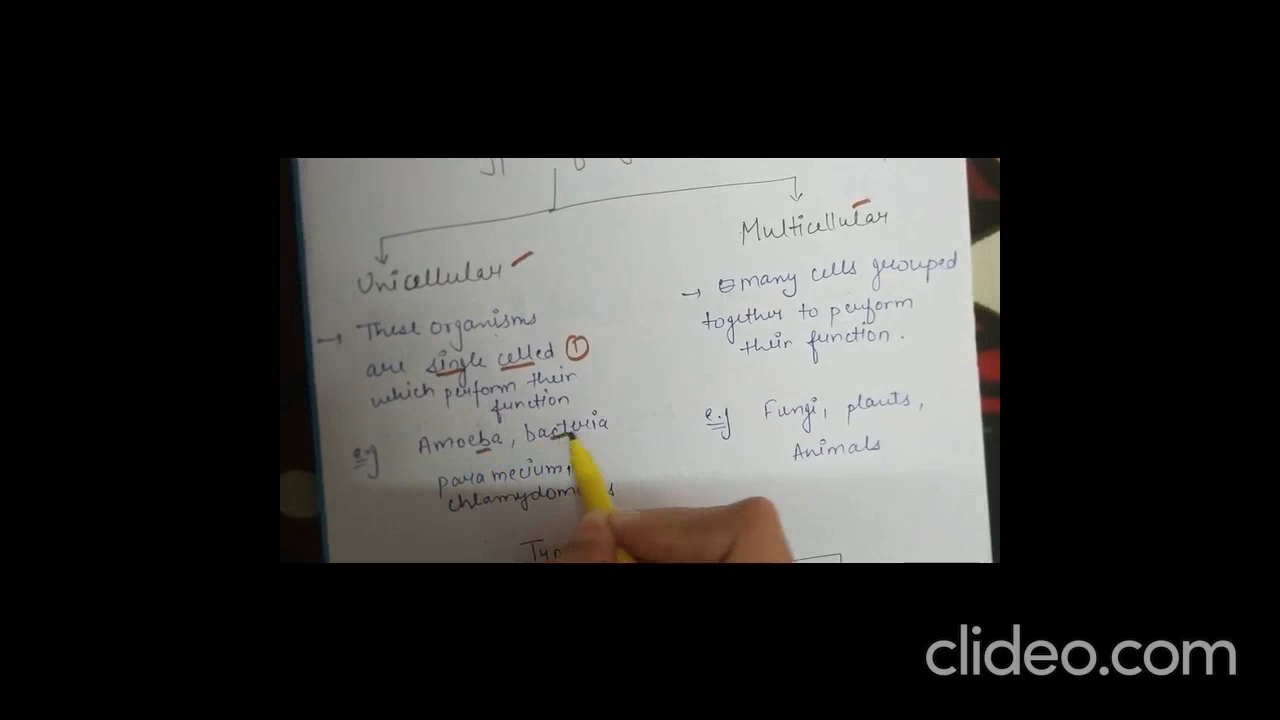 Unicellular
→ These organisms
are single celled 1
which perform their
function
e.g Amoeba, bacteria
paramecium,
chlamydomonas
Multicellular
→ many cells grouped
together to perform
their function.
e.g Fungi, plants,
Animals
clideo.com